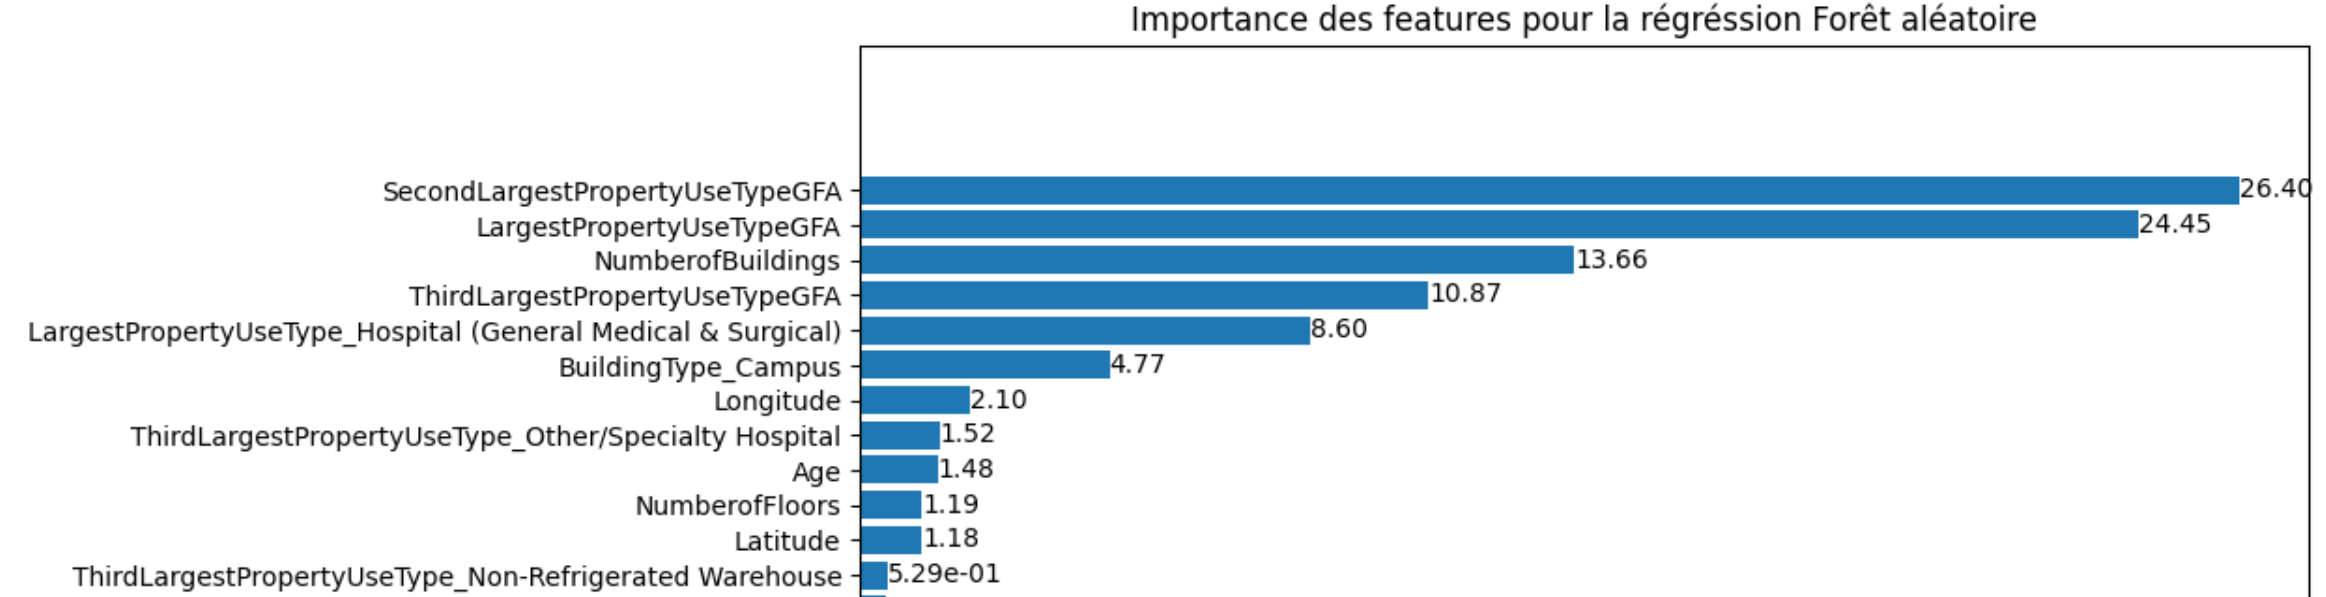 Importance des features pour la régréssion Forêt aléatoire
SecondLargestPropertyUseTypeGFA 26.40
LargestPropertyUseTypeGFA 24.45
NumberofBuildings 13.66
ThirdLargestPropertyUseTypeGFA 10.87
LargestPropertyUseType_Hospital (General Medical & Surgical) 8.60
BuildingType_Campus 4.77
Longitude 2.10
ThirdLargestPropertyUseType_Other/Specialty Hospital 1.52
Age 1.48
NumberofFloors 1.19
Latitude 1.18
ThirdLargestPropertyUseType_Non-Refrigerated Warehouse 5.29e-01